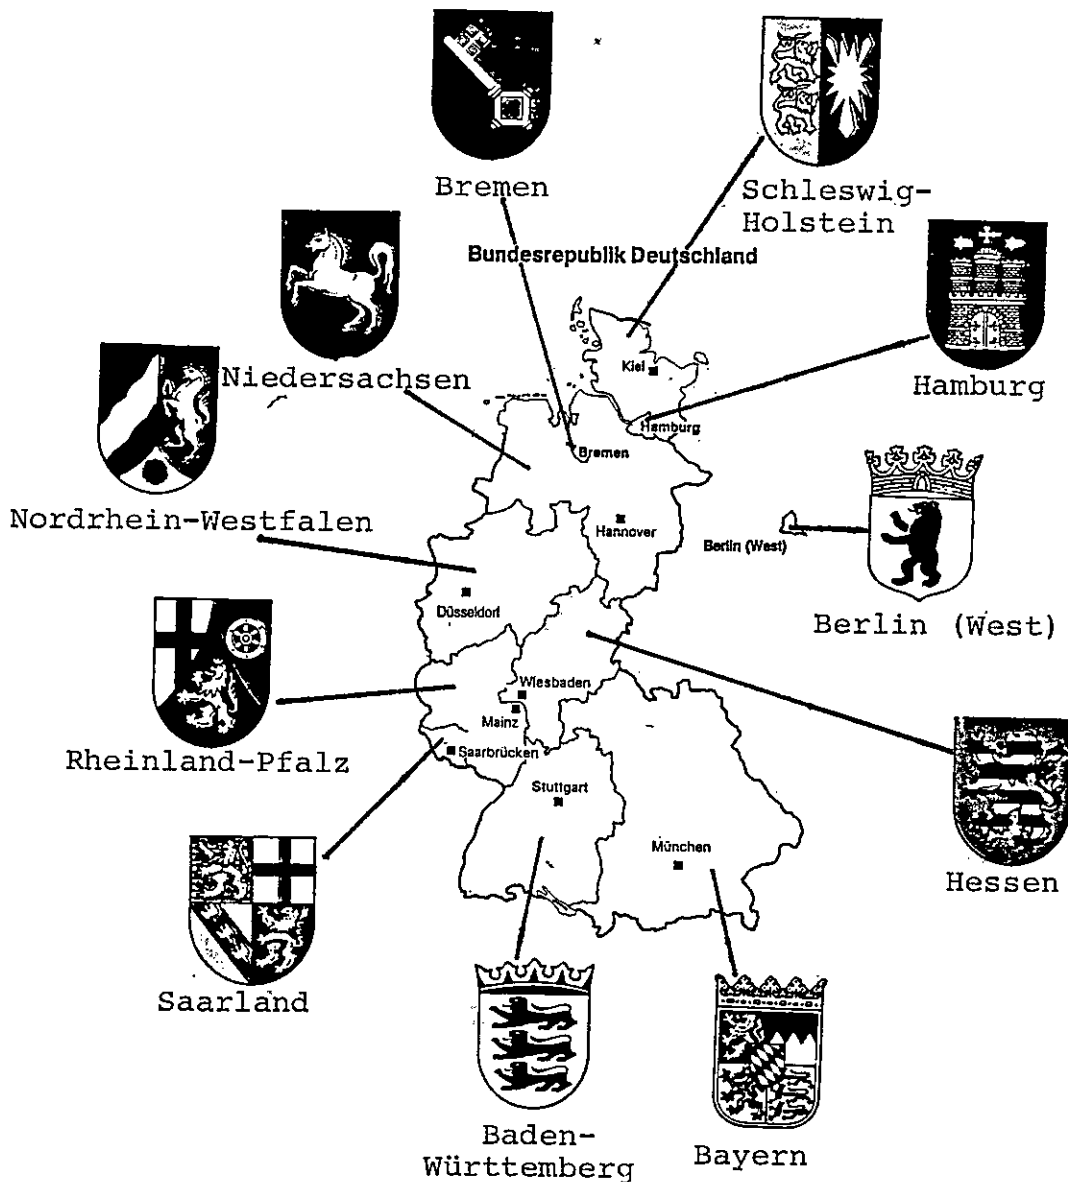 Bremen
Schleswig-
Holstein
Bundesrepublik Deutschland
Niedersachsen
Kiel
Hamburg
Hamburg
Bremen
Nordrhein-Westfalen
Hannover
Berlin (West)
Düsseldorf
Berlin (West)
Wiesbaden
Mainz
Rheinland-Pfalz
Saarbrücken
Stuttgart
München
Hessen
Saarland
Baden-
Württemberg
Bayern